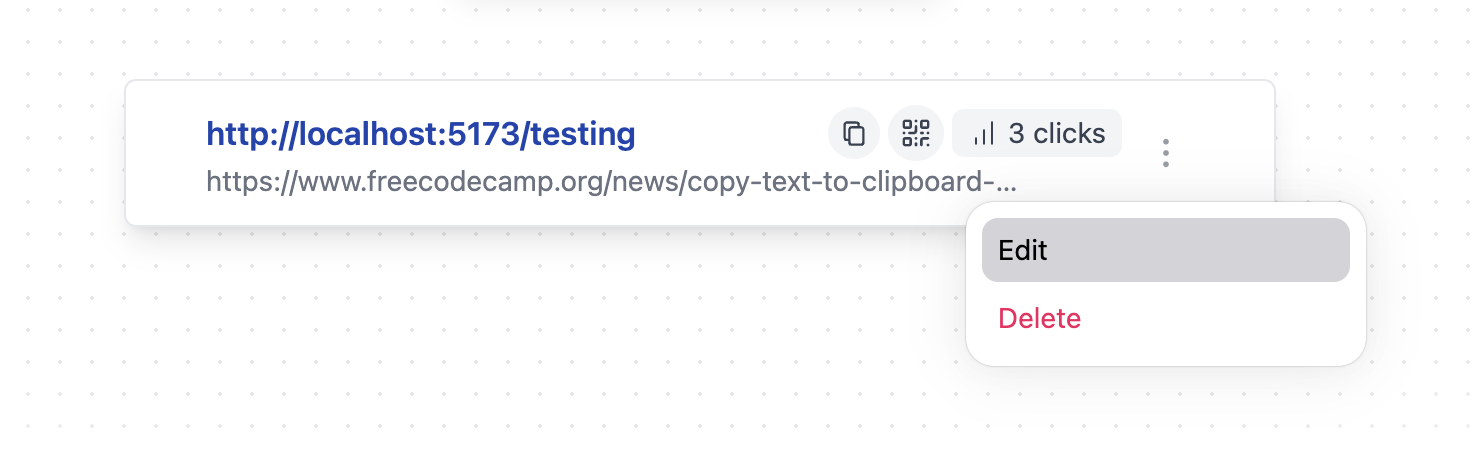 http://localhost:5173/testing
3 clicks
https://www.freecodecamp.org/news/copy-text-to-clipboard-...
Edit
Delete